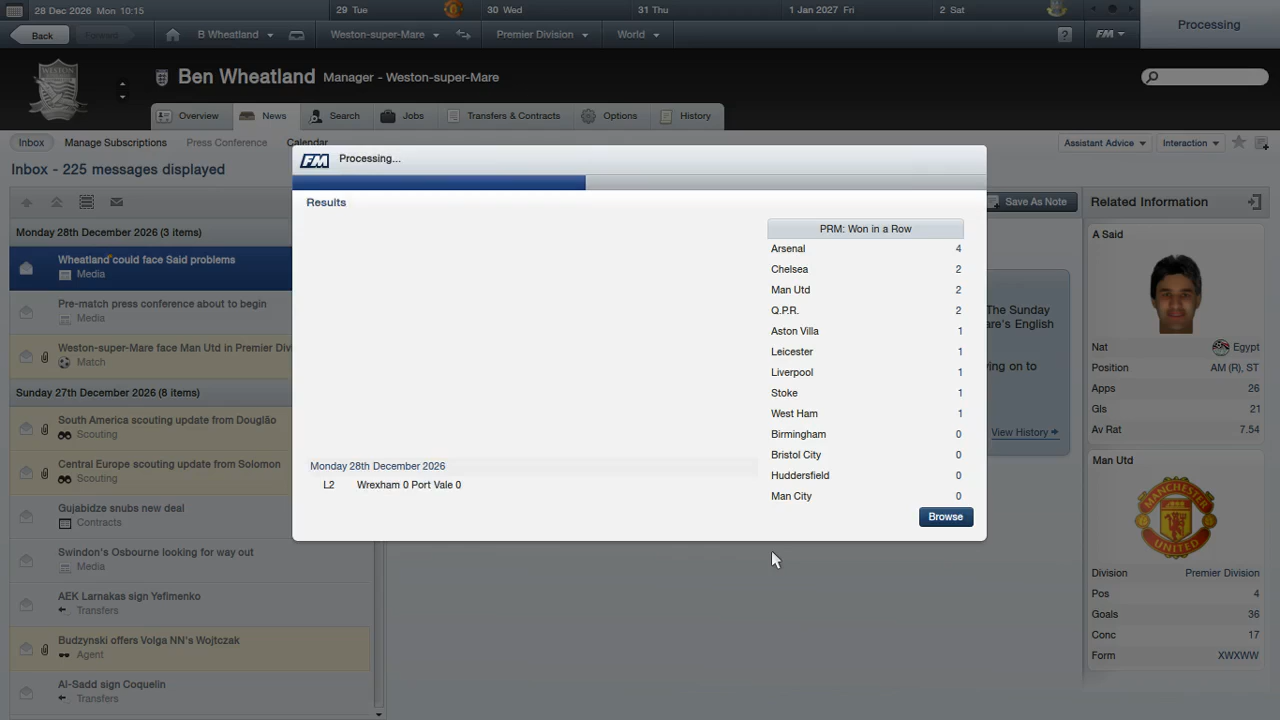 28 Dec 2026 Mon 10:15
29 Tue
30 Wed
31 Thu
1 Jan 2027 Fri
2 Sat
Processing
Back
Forward
B Wheatland
Weston-super-Mare
Premier Division
World
?
FM
WESTON
Ben Wheatland Manager - Weston-super-Mare
Overview
News
Search
Jobs
Transfers & Contracts
Options
History
Inbox
Manage Subscriptions
Press Conference
Calendar
Assistant Advice
Interaction
Inbox - 225 messages displayed
Save As Note
Monday 28th December 2026 (3 items)
Wheatland could face Said problems
Media
Pre-match press conference about to begin
Media
Weston-super-Mare face Man Utd in Premier Div
Match
Sunday 27th December 2026 (8 items)
South America scouting update from Douglão
Scouting
Central Europe scouting update from Solomon
Scouting
Gujabidze snubs new deal
Contracts
Swindon's Osbourne looking for way out
Media
AEK Larnakas sign Yefimenko
Transfers
Budzynski offers Volga NN's Wojtczak
Agent
Al-Sadd sign Coquelin
Transfers
FM Processing...
Results
PRM: Won in a Row
Arsenal 4
Chelsea 2
Man Utd 2
Q.P.R. 2
Aston Villa 1
Leicester 1
Liverpool 1
Stoke 1
West Ham 1
Birmingham 0
Bristol City 0
Huddersfield 0
Man City 0
Monday 28th December 2026
L2 Wrexham 0 Port Vale 0
Browse
The Sunday
are's English
ying on to
View History
Related Information
A Said
Nat Egypt
Position AM (R), ST
Apps 26
Gls 21
Av Rat 7.54
Man Utd
MANCHESTER
UNITED
Division Premier Division
Pos 4
Goals 36
Conc 17
Form XWXWW